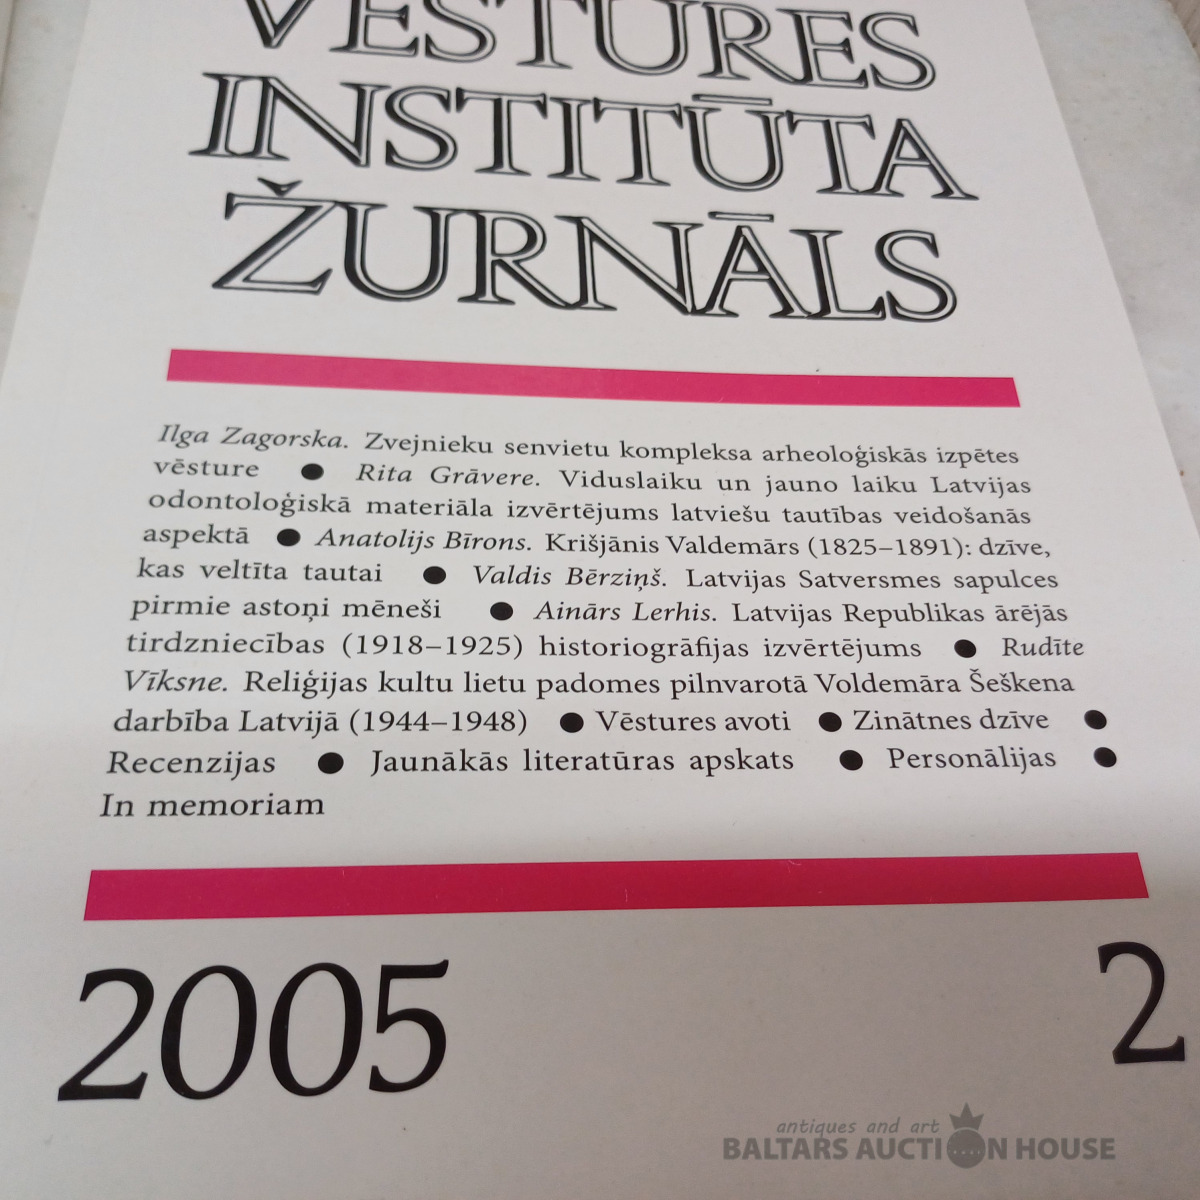 VĒSTURES
INSTITŪTA
ŽURNĀLS
Ilga Zagorska. Zvejnieku senvietu kompleksa arheoloģiskās izpētes
vēsture ● Rita Grāvere. Viduslaiku un jauno laiku Latvijas
odontoloģiskā materiāla izvērtējums latviešu tautības veidošanās
aspektā ● Anatolijs Bīrons. Krišjānis Valdemārs (1825–1891): dzīve,
kas veltīta tautai ● Valdis Bērziņš. Latvijas Satversmes sapulces
pirmie astoņi mēneši ● Ainārs Lerhis. Latvijas Republikas ārējās
tirdzniecības (1918–1925) historiogrāfijas izvērtējums ● Rudīte
Vīksne. Reliģijas kultu lietu padomes pilnvarotā Voldemāra Šeškena
darbība Latvijā (1944–1948) ● Vēstures avoti ● Zinātnes dzīve ●
Recenzijas ● Jaunākās literatūras apskats ● Personālijas ●
In memoriam
2005 2
antiques and art
BALTARS AUCTION HOUSE